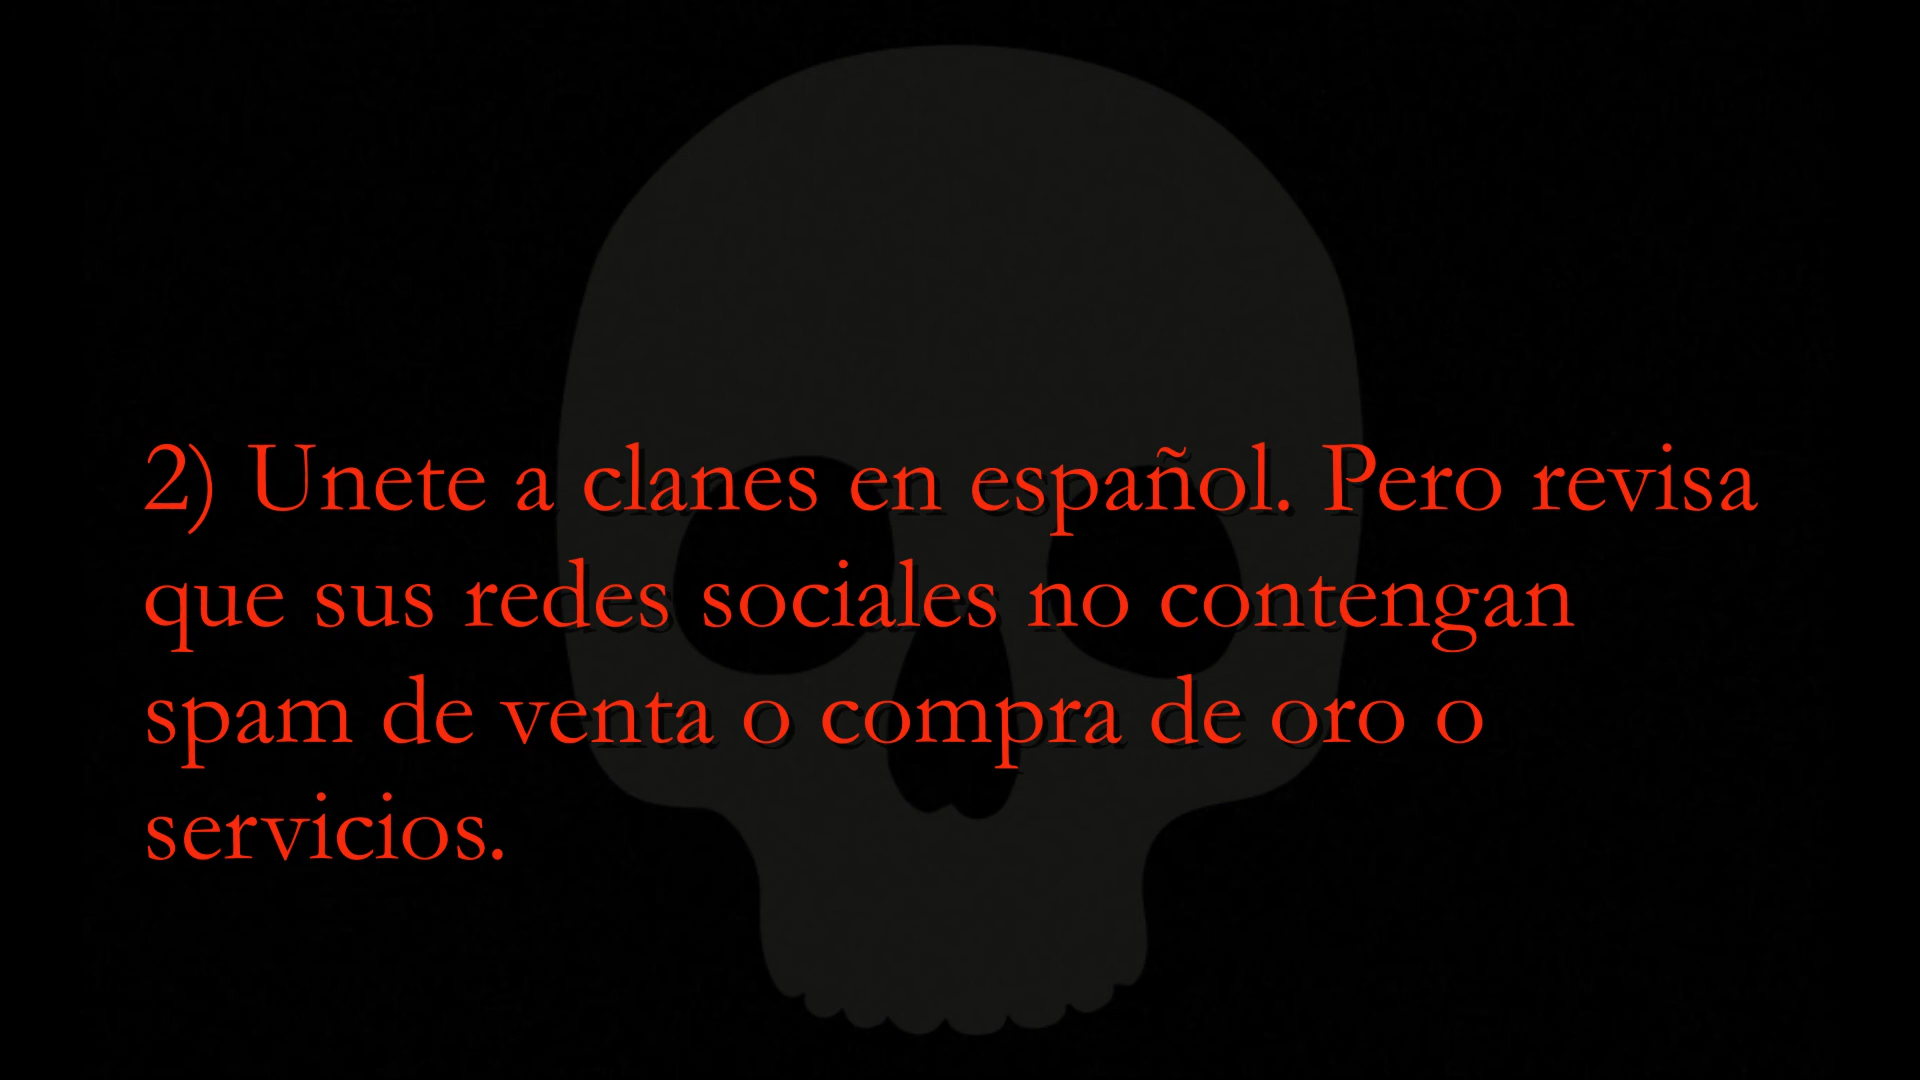 2) Unete a clanes en español. Pero revisa
que sus redes sociales no contengan
spam de venta o compra de oro o
servicios.